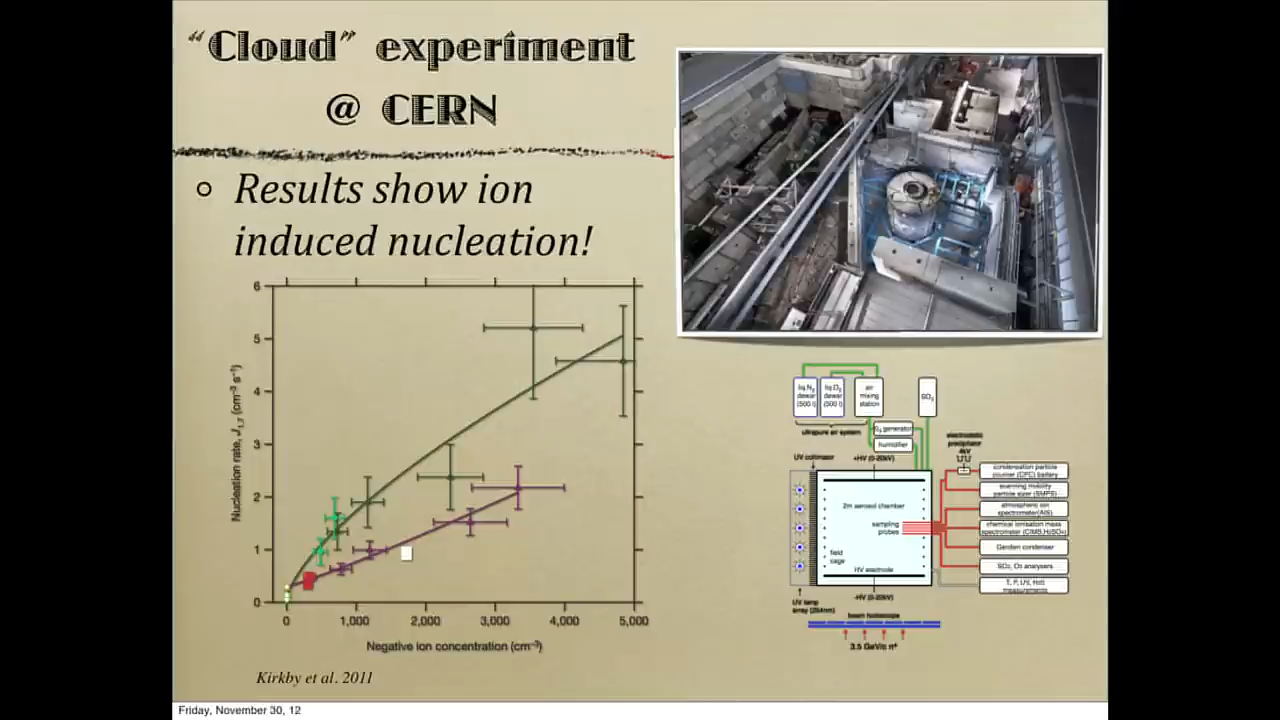 "Cloud" experiment
@ CERN
Results show ion
induced nucleation!
6
5
4
3
2
1
0
Nucleation rate, J1.7 (cm⁻³ s⁻¹)
0 1,000 2,000 3,000 4,000 5,000
Negative ion concentration (cm⁻³)
Kirkby et al. 2011
liq.N2 dewar (500 l)
liq.O2 dewar (500 l)
air mixing station
SO2
ultrapure air system
O3 generator
humidifier
electrostatic precipitator 4kV
UV collimator
+HV (0-20kV)
2m aerosol chamber
sampling probes
field cage
HV electrode
UV lamp array (254nm)
-HV (0-20kV)
beam hodoscope
3.5 GeV/c π+
condensation particle counter (CPC) battery
scanning mobility particle sizer (SMPS)
atmospheric ion spectrometer(AIS)
chemical ionisation mass spectrometer (CIMS,H2SO4)
Gerdien condenser
SO2, O3 analysers
T, P, UV, H2O measurements
Friday, November 30, 12